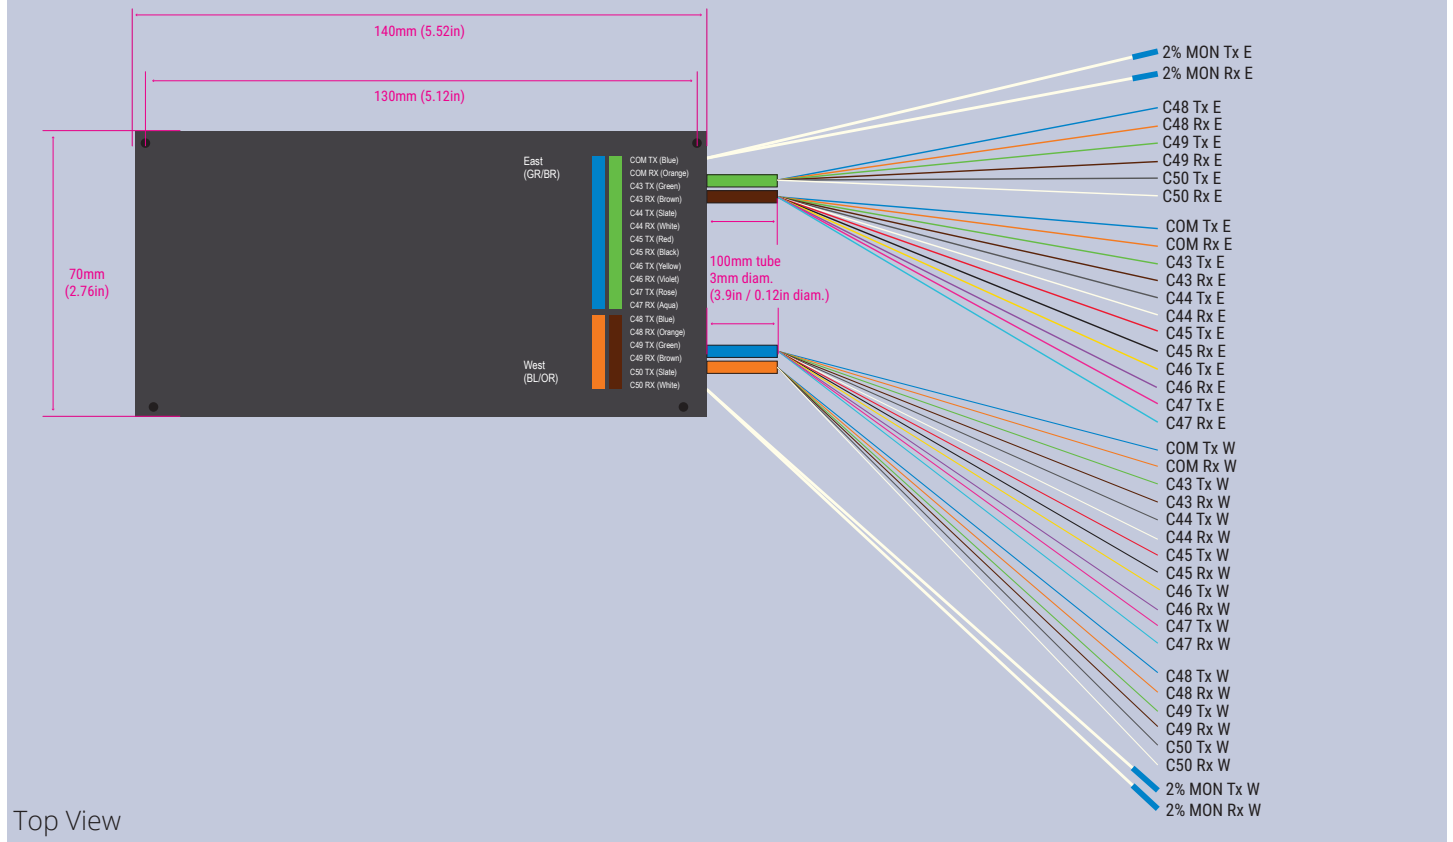 140mm (5.52in)
130mm (5.12in)
70mm
(2.76in)
East
(GR/BR)
West
(BL/OR)
COM TX (Blue)
COM RX (Orange)
C43 TX (Green)
C43 RX (Brown)
C44 TX (Slate)
C44 RX (White)
C45 TX (Red)
C45 RX (Black)
C46 TX (Yellow)
C46 RX (Violet)
C47 TX (Rose)
C47 RX (Aqua)
C48 TX (Blue)
C48 RX (Orange)
C49 TX (Green)
C49 RX (Brown)
C50 TX (Slate)
C50 RX (White)
100mm tube
3mm diam.
(3.9in / 0.12in diam.)
2% MON Tx E
2% MON Rx E
C48 Tx E
C48 Rx E
C49 Tx E
C49 Rx E
C50 Tx E
C50 Rx E
COM Tx E
COM Rx E
C43 Tx E
C43 Rx E
C44 Tx E
C44 Rx E
C45 Tx E
C45 Rx E
C46 Tx E
C46 Rx E
C47 Tx E
C47 Rx E
COM Tx W
COM Rx W
C43 Tx W
C43 Rx W
C44 Tx W
C44 Rx W
C45 Tx W
C45 Rx W
C46 Tx W
C46 Rx W
C47 Tx W
C47 Rx W
C48 Tx W
C48 Rx W
C49 Tx W
C49 Rx W
C50 Tx W
C50 Rx W
2% MON Tx W
2% MON Rx W
Top View